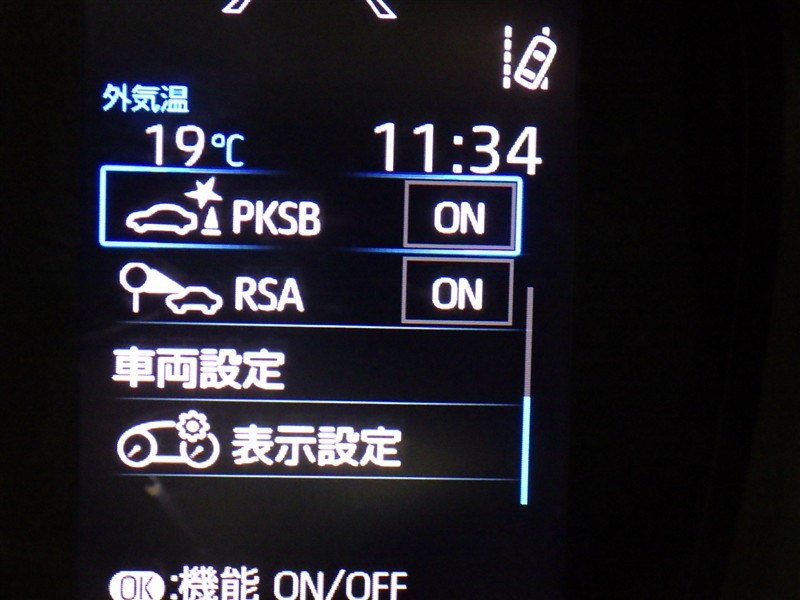 外気温
19℃ 11:34
PKSB ON
RSA ON
車両設定
表示設定
OK:機能 ON/OFF